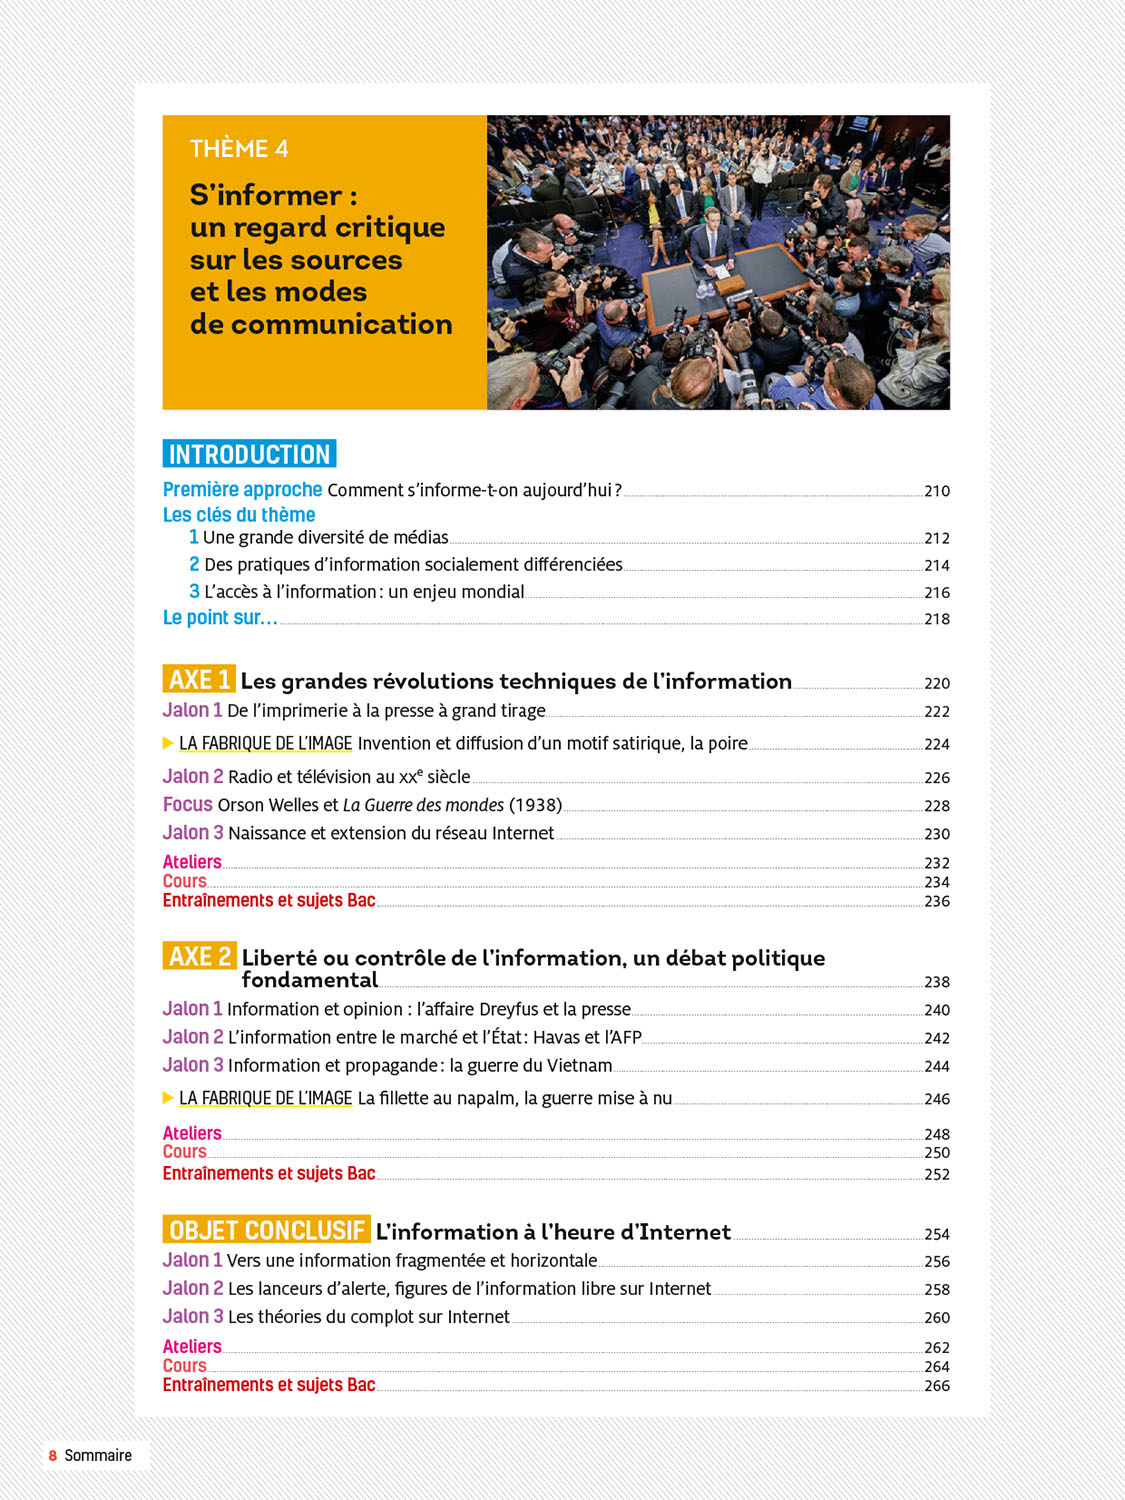 THÈME 4
S’informer :
un regard critique
sur les sources
et les modes
de communication
INTRODUCTION
Première approche Comment s’informe-t-on aujourd’hui ? 210
Les clés du thème
1 Une grande diversité de médias 212
2 Des pratiques d’information socialement différenciées 214
3 L’accès à l’information : un enjeu mondial 216
Le point sur… 218
AXE 1 Les grandes révolutions techniques de l’information 220
Jalon 1 De l’imprimerie à la presse à grand tirage 222
▶ LA FABRIQUE DE L’IMAGE Invention et diffusion d’un motif satirique, la poire 224
Jalon 2 Radio et télévision au XXe siècle 226
Focus Orson Welles et La Guerre des mondes (1938) 228
Jalon 3 Naissance et extension du réseau Internet 230
Ateliers 232
Cours 234
Entraînements et sujets Bac 236
AXE 2 Liberté ou contrôle de l’information, un débat politique
fondamental 238
Jalon 1 Information et opinion : l’affaire Dreyfus et la presse 240
Jalon 2 L’information entre le marché et l’État : Havas et l’AFP 242
Jalon 3 Information et propagande : la guerre du Vietnam 244
▶ LA FABRIQUE DE L’IMAGE La fillette au napalm, la guerre mise à nu 246
Ateliers 248
Cours 250
Entraînements et sujets Bac 252
OBJET CONCLUSIF L’information à l’heure d’Internet 254
Jalon 1 Vers une information fragmentée et horizontale 256
Jalon 2 Les lanceurs d’alerte, figures de l’information libre sur Internet 258
Jalon 3 Les théories du complot sur Internet 260
Ateliers 262
Cours 264
Entraînements et sujets Bac 266
8 Sommaire